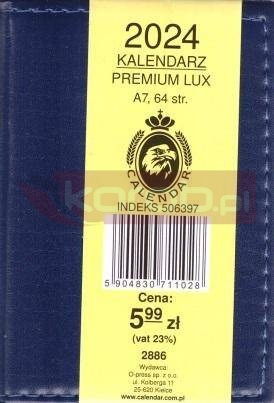 2024
KALENDARZ
PREMIUM LUX
A7, 64 str.
CALENDAR
INDEKS 506397
5 904830 711028
Cena:
5 99 zł
(vat 23%)
2886
Wydawca:
O-press sp. z o.o.
ul. Kolberga 11
25-620 Kielce
www.calendar.com.pl